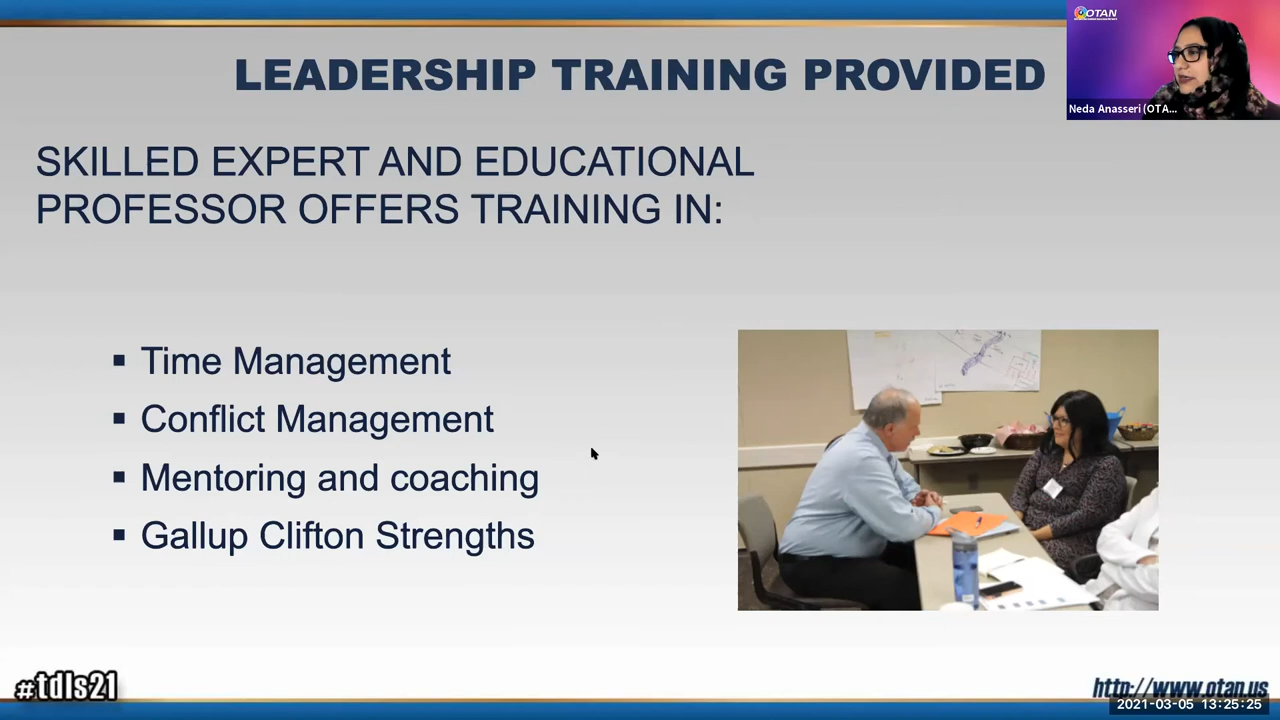 OTAN
LEADERSHIP TRAINING PROVIDED
Neda Anasseri (OTA...
SKILLED EXPERT AND EDUCATIONAL
PROFESSOR OFFERS TRAINING IN:
▪ Time Management
▪ Conflict Management
▪ Mentoring and coaching
▪ Gallup Clifton Strengths
#tdls21
http://www.otan.us
2021-03-05 13:25:25